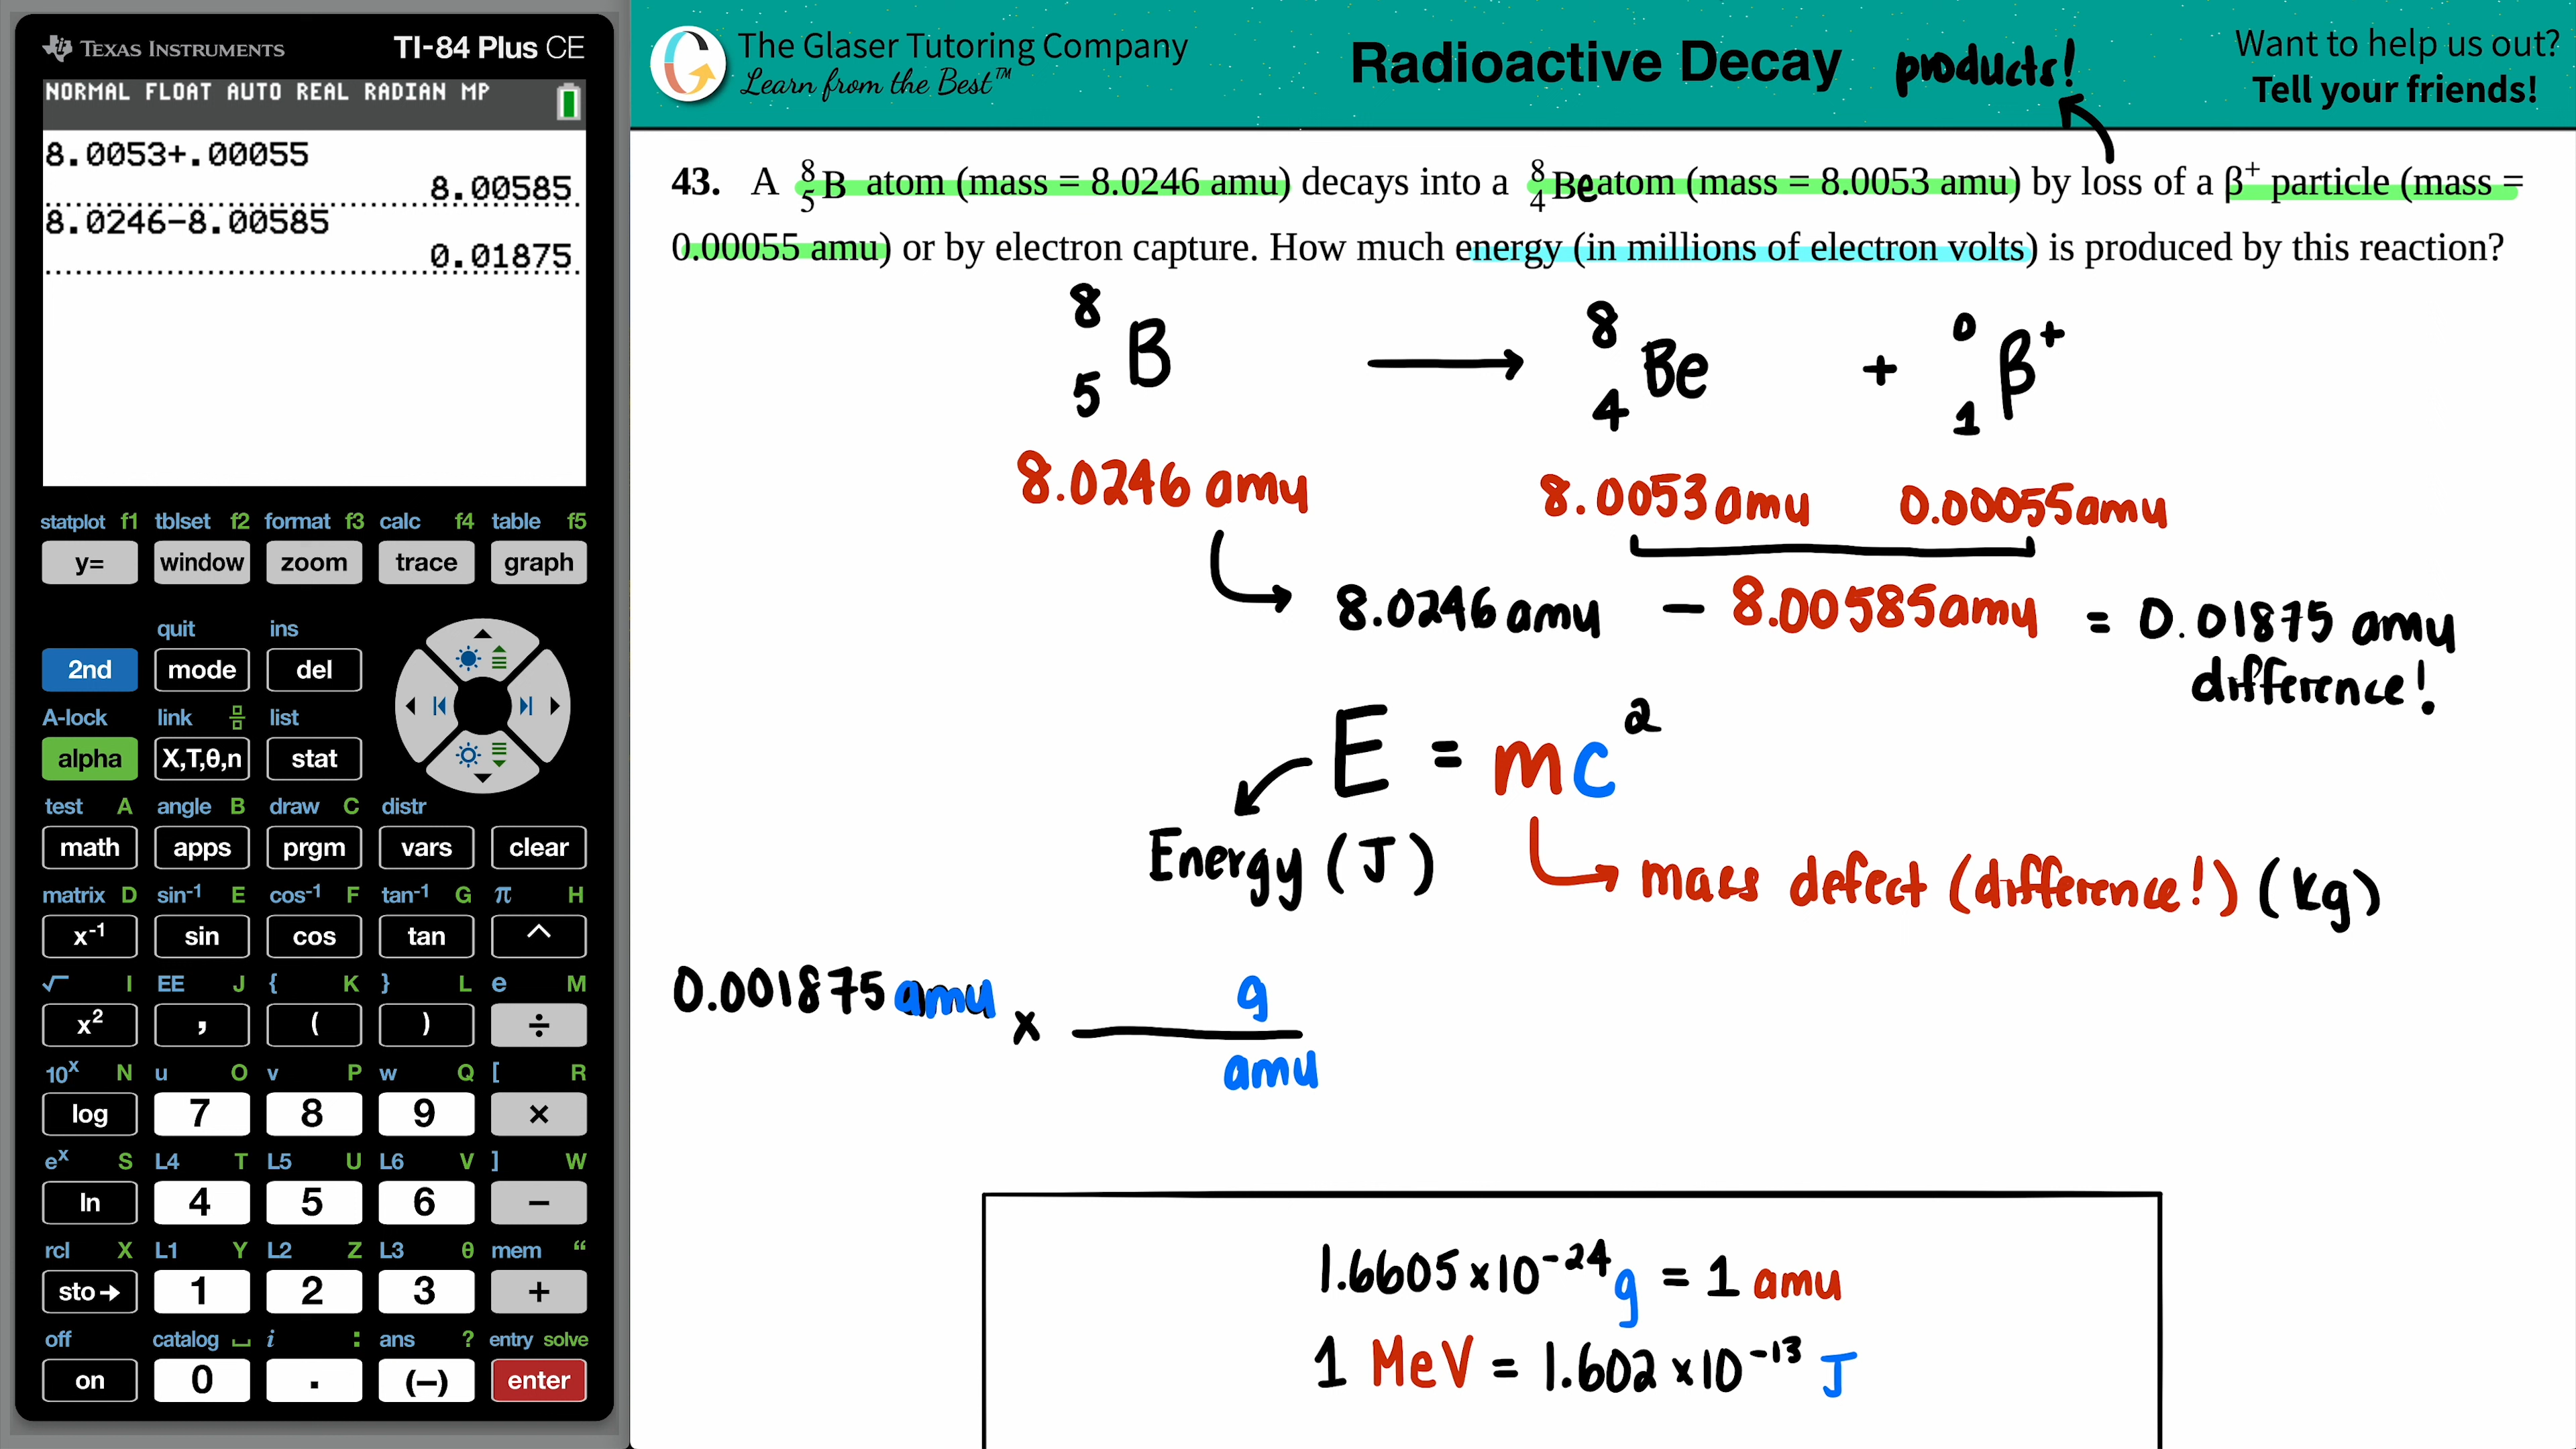 TEXAS INSTRUMENTS TI-84 Plus CE
NORMAL FLOAT AUTO REAL RADIAN MP
8.0053+.00055
8.00585
8.0246-8.00585
0.01875
statplot f1 tblset f2 format f3 calc f4 table f5
y= window zoom trace graph
quit ins
2nd mode del
A-lock link list
alpha X,T,θ,n stat
test A angle B draw C distr
math apps prgm vars clear
matrix D sin⁻¹ E cos⁻¹ F tan⁻¹ G π H
x⁻¹ sin cos tan ^
√ I EE J { K } L e M
x² , ( ) ÷
10ˣ N u O v P w Q [ R
log 7 8 9 ×
eˣ S L4 T L5 U L6 V ] W
ln 4 5 6 −
rcl X L1 Y L2 Z L3 θ mem “
sto→ 1 2 3 +
off catalog ⎵ i : ans ? entry solve
on 0 . (−) enter
The Glaser Tutoring Company
Learn from the Best™
Radioactive Decay products!
Want to help us out?
Tell your friends!
43. A ⁸₅B atom (mass = 8.0246 amu) decays into a ⁸₄Be atom (mass = 8.0053 amu) by loss of a β⁺ particle (mass =
0.00055 amu) or by electron capture. How much energy (in millions of electron volts) is produced by this reaction?
⁸₅B ⟶ ⁸₄Be + ⁰₁β⁺
8.0246 amu 8.0053 amu 0.00055 amu
8.0246 amu − 8.00585 amu = 0.01875 amu
difference!
E = mc²
Energy (J)
mass defect (difference!) (kg)
0.001875 amu × g
amu
1.6605 × 10⁻²⁴ g = 1 amu
1 MeV = 1.602 × 10⁻¹³ J